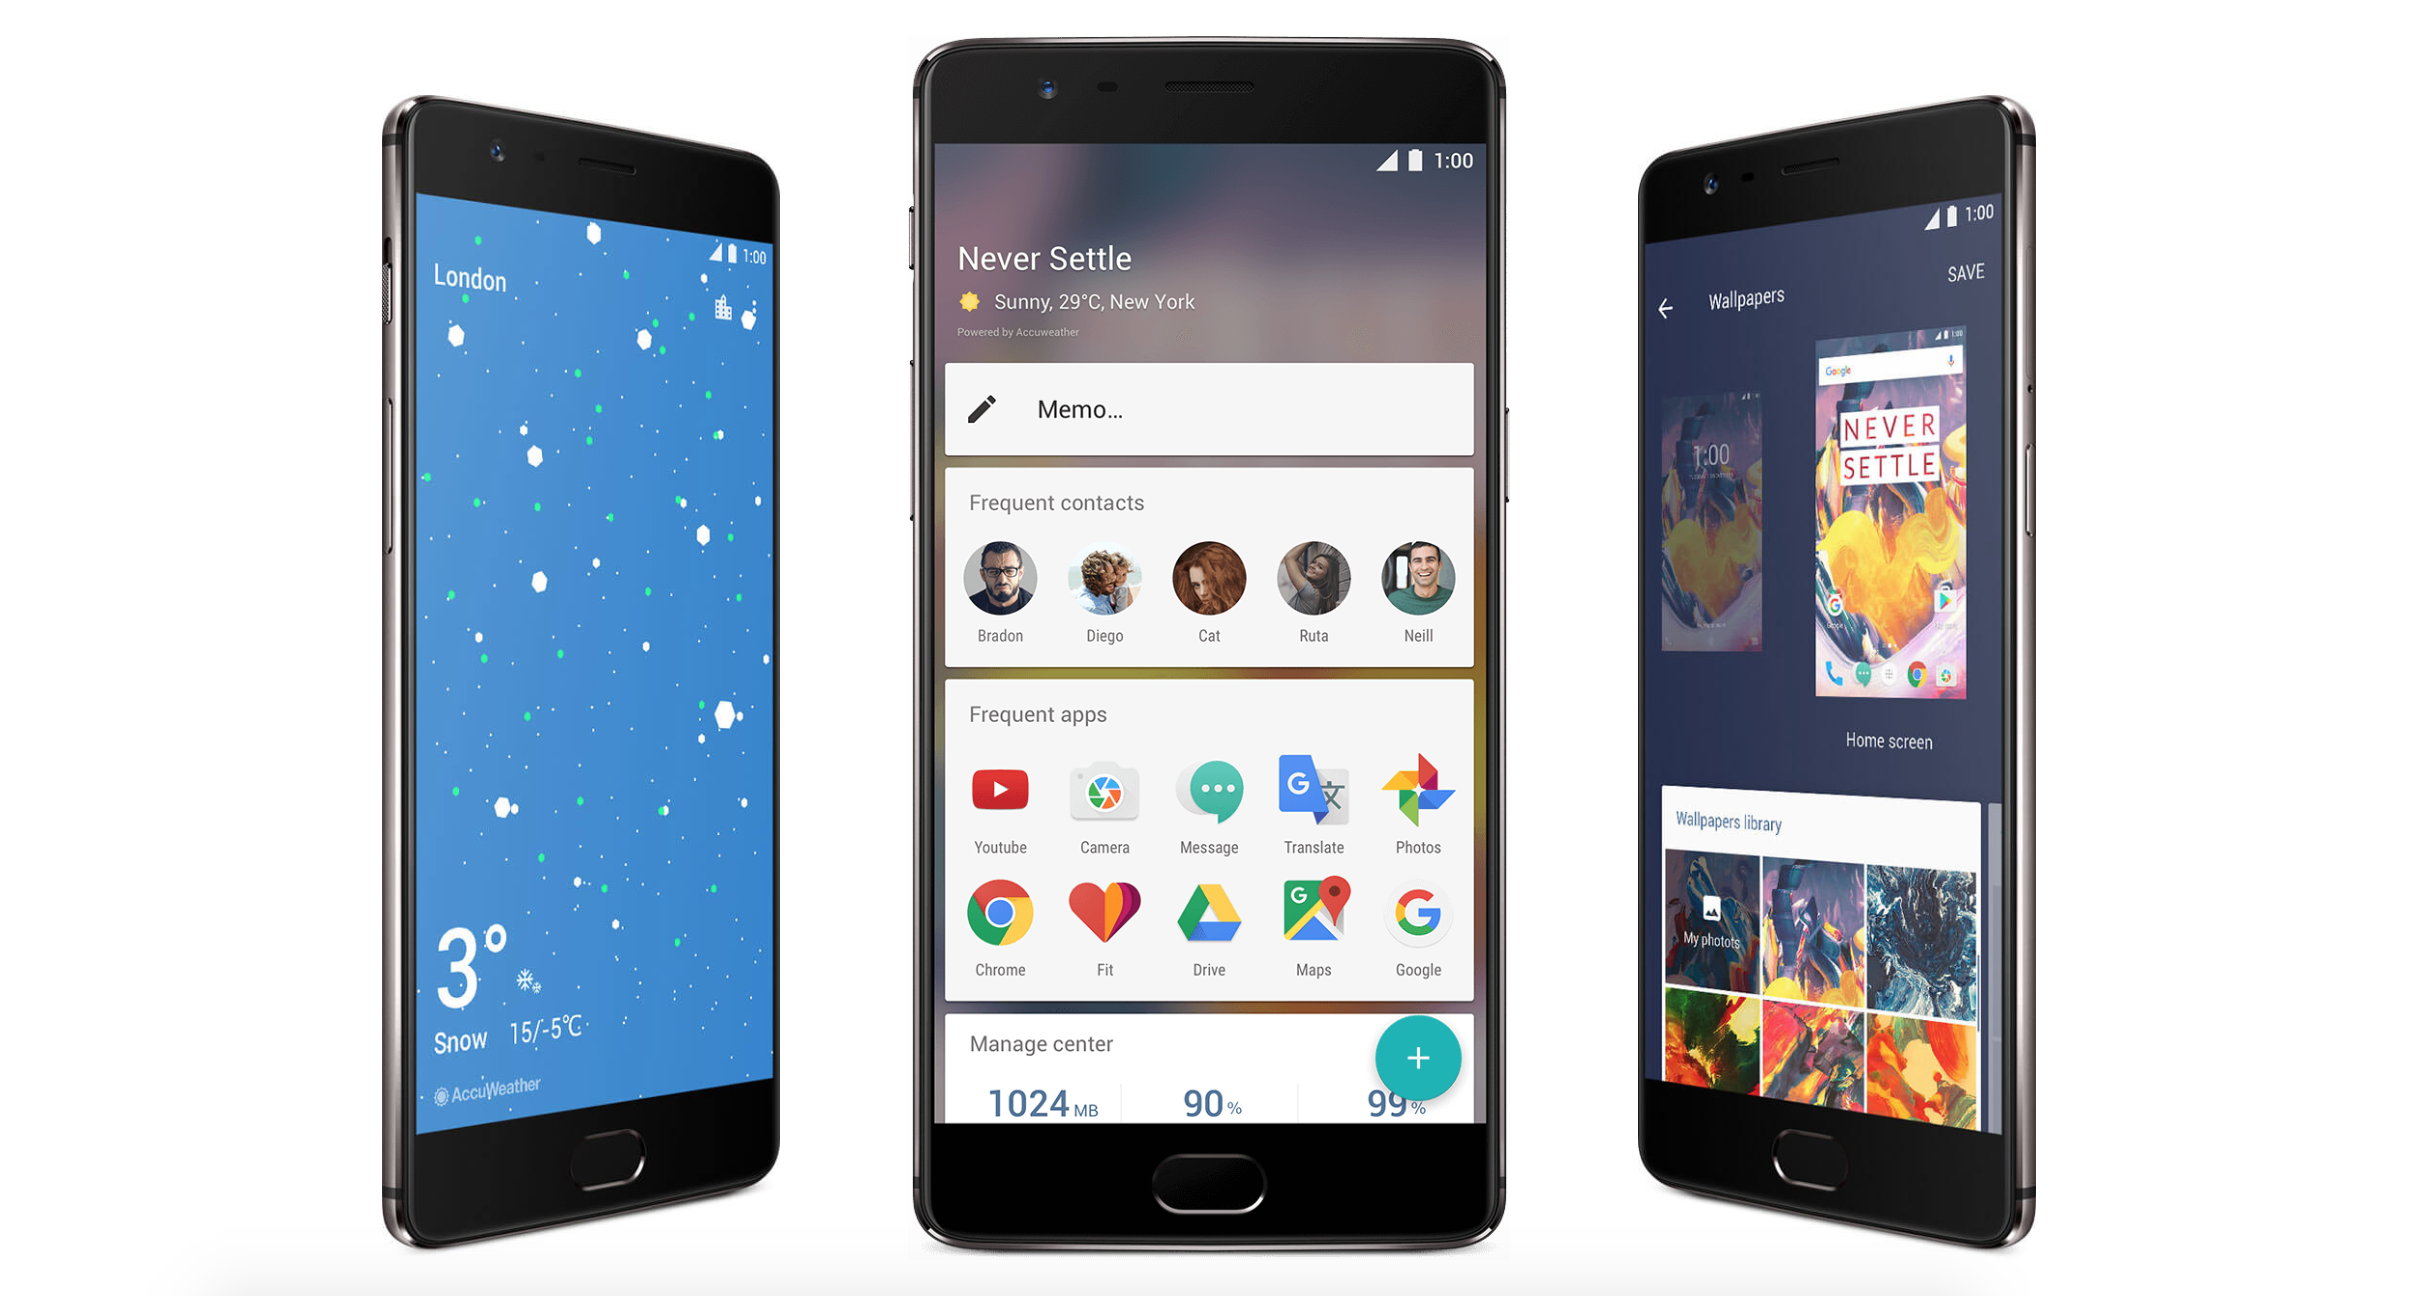 1:00
London
3°
Snow 15/-5°C
AccuWeather
1:00
Never Settle
Sunny, 29°C, New York
Powered by Accuweather
Memo...
Frequent contacts
Bradon Diego Cat Ruta Neill
Frequent apps
Youtube Camera Message Translate Photos
Chrome Fit Drive Maps Google
Manage center
1024 MB 90 % 99 %
1:00
SAVE
Wallpapers
1:00
Google
NEVER
SETTLE
Google
Home screen
Wallpapers library
My photots